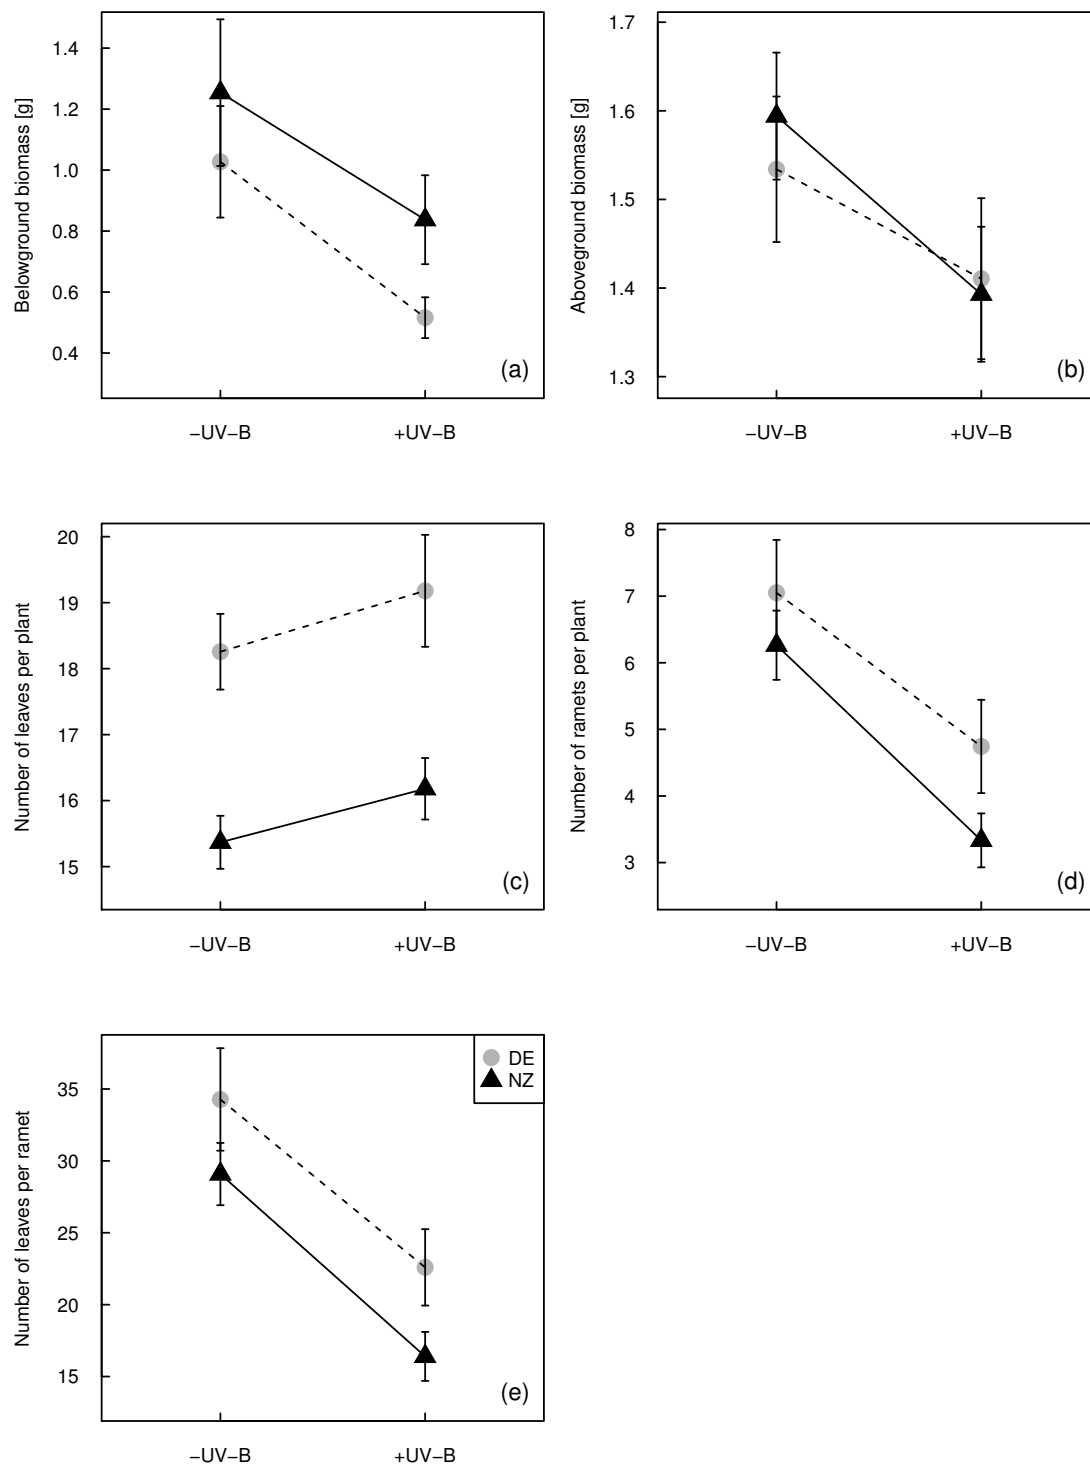 Belowground biomass [g]
1.4
1.2
1.0
0.8
0.6
0.4
(a)
−UV−B +UV−B
Aboveground biomass [g]
1.7
1.6
1.5
1.4
1.3
(b)
−UV−B +UV−B
Number of leaves per plant
20
19
18
17
16
15
(c)
−UV−B +UV−B
Number of ramets per plant
8
7
6
5
4
3
(d)
−UV−B +UV−B
Number of leaves per ramet
35
30
25
20
15
DE
NZ
(e)
−UV−B +UV−B